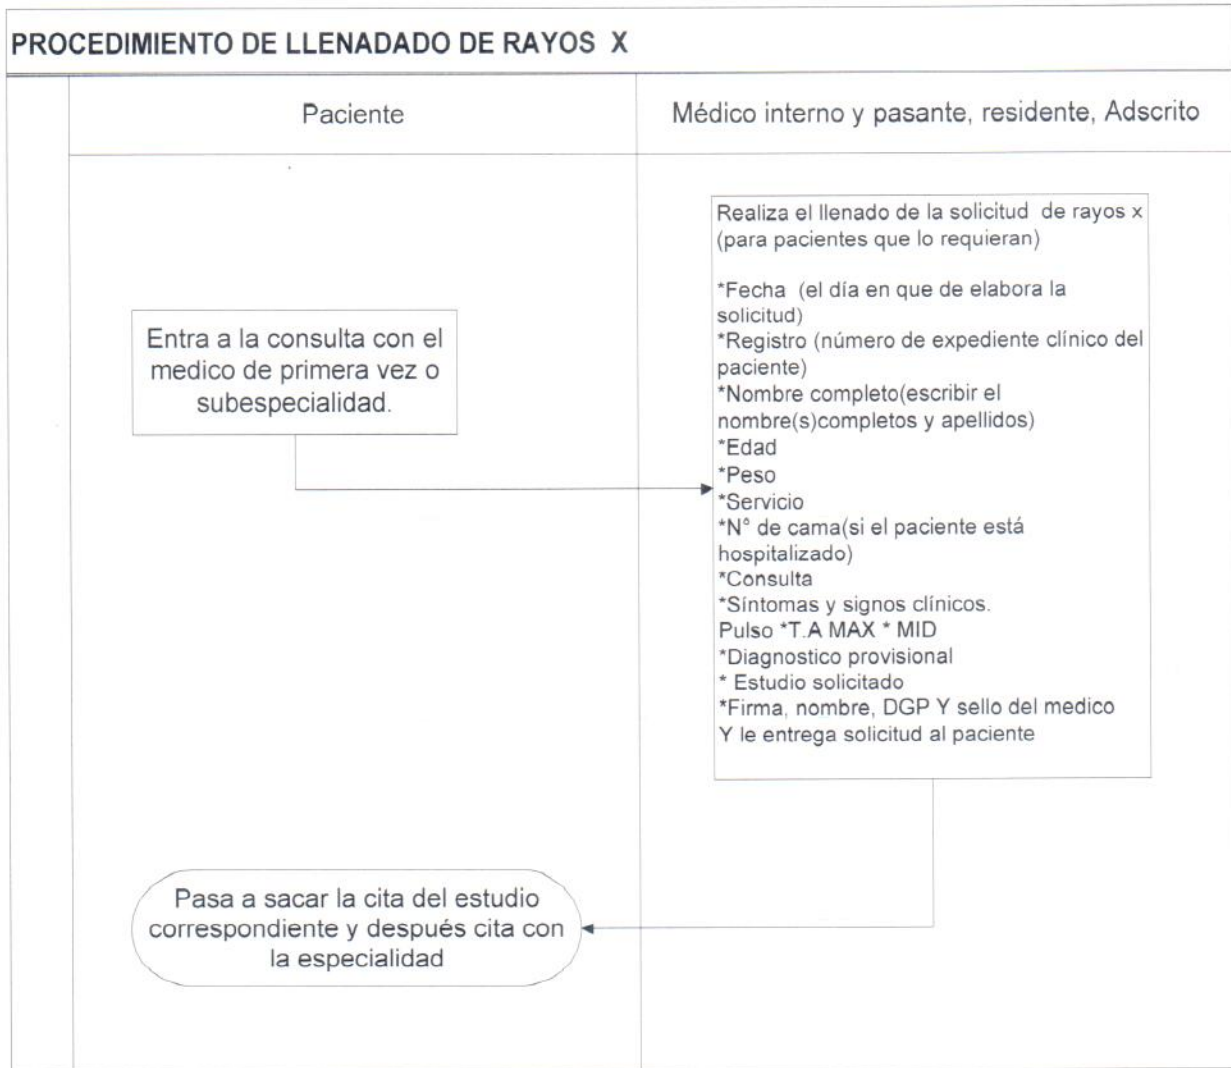 PROCEDIMIENTO DE LLENADADO DE RAYOS X
Paciente
Médico interno y pasante, residente, Adscrito
Entra a la consulta con el
medico de primera vez o
subespecialidad.
Realiza el llenado de la solicitud de rayos x
(para pacientes que lo requieran)
*Fecha (el día en que de elabora la
solicitud)
*Registro (número de expediente clínico del
paciente)
*Nombre completo(escribir el
nombre(s)completos y apellidos)
*Edad
*Peso
*Servicio
*N° de cama(si el paciente está
hospitalizado)
*Consulta
*Síntomas y signos clínicos.
Pulso *T.A MAX * MID
*Diagnostico provisional
* Estudio solicitado
*Firma, nombre, DGP Y sello del medico
Y le entrega solicitud al paciente
Pasa a sacar la cita del estudio
correspondiente y después cita con
la especialidad